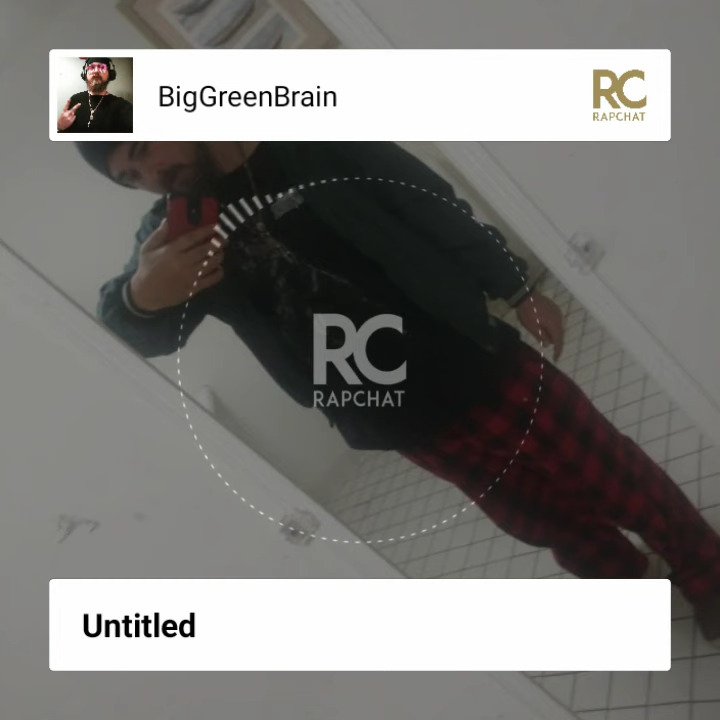 BigGreenBrain
RC
RAPCHAT
RC
RAPCHAT
Untitled